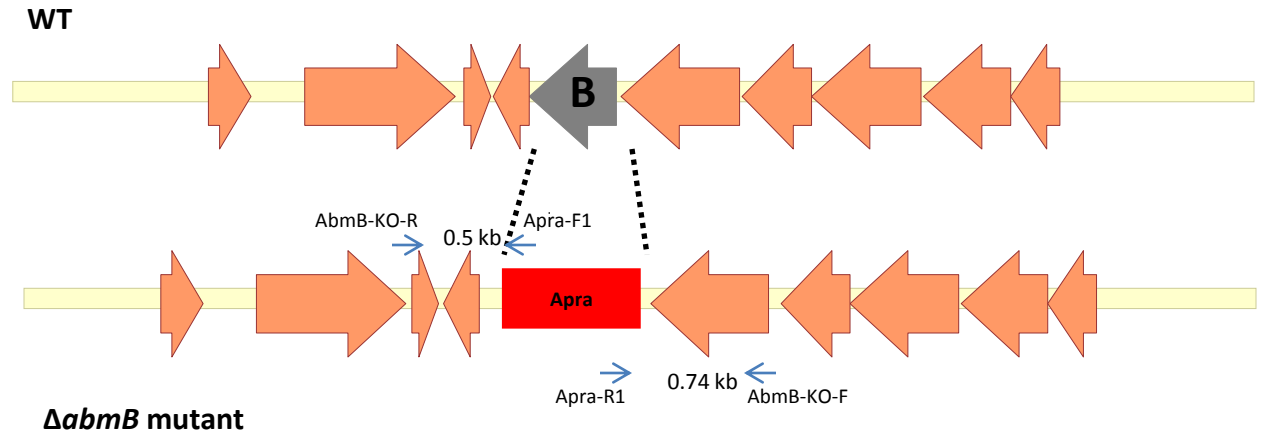 WT
B
AbmB-KO-R
0.5 kb
Apra-F1
Apra
Apra-R1
0.74 kb
AbmB-KO-F
ΔabmB mutant